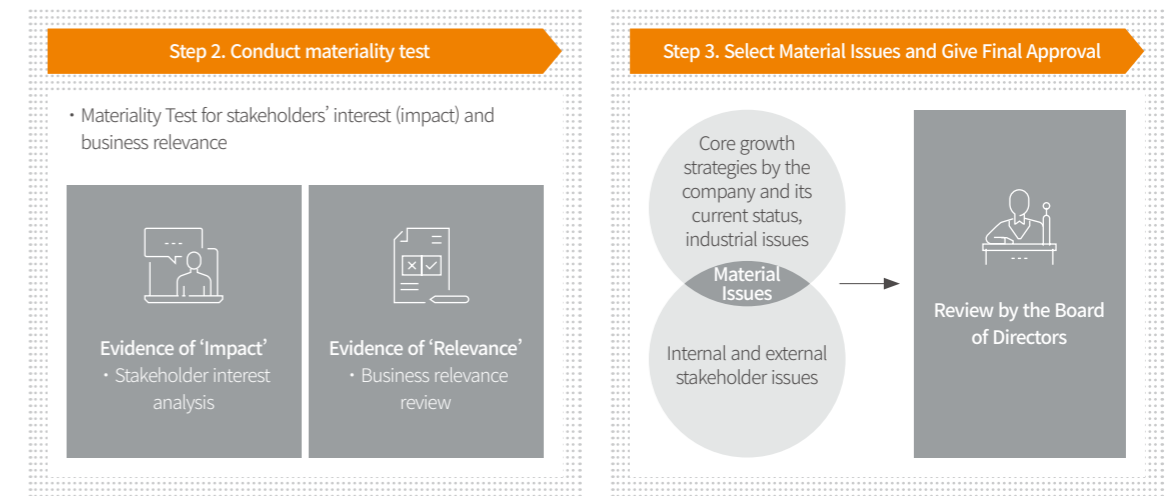 Step 2. Conduct materiality test
・Materiality Test for stakeholders’ interest (impact) and
business relevance
Evidence of ‘Impact’
・Stakeholder interest
analysis
Evidence of ‘Relevance’
・Business relevance
review
Step 3. Select Material Issues and Give Final Approval
Core growth
strategies by the
company and its
current status,
industrial issues
Material
Issues
Internal and external
stakeholder issues
Review by the Board
of Directors